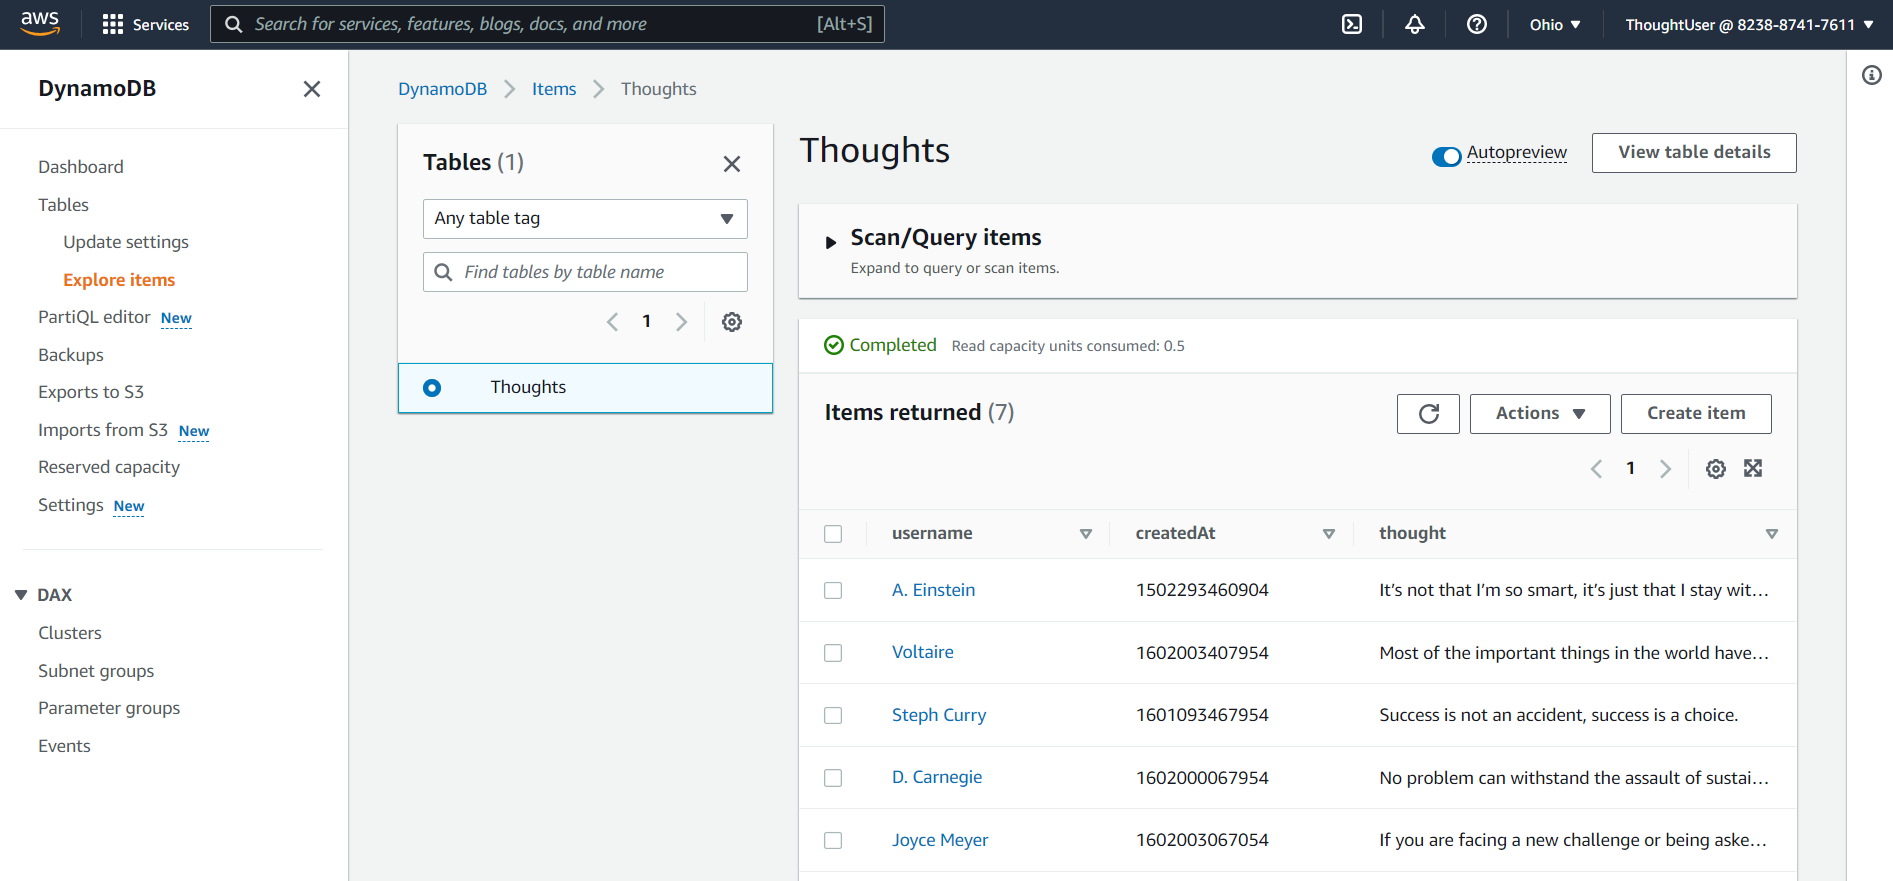 aws
Services
Search for services, features, blogs, docs, and more [Alt+S]
Ohio
ThoughtUser @ 8238-8741-7611
DynamoDB
Dashboard
Tables
Update settings
Explore items
PartiQL editor New
Backups
Exports to S3
Imports from S3 New
Reserved capacity
Settings New
DAX
Clusters
Subnet groups
Parameter groups
Events
DynamoDB Items Thoughts
Tables (1)
Any table tag
Find tables by table name
1
Thoughts
Thoughts
Autopreview
View table details
Scan/Query items
Expand to query or scan items.
Completed Read capacity units consumed: 0.5
Items returned (7)
Actions
Create item
1
username createdAt thought
A. Einstein 1502293460904 It’s not that I’m so smart, it’s just that I stay wit…
Voltaire 1602003407954 Most of the important things in the world have…
Steph Curry 1601093467954 Success is not an accident, success is a choice.
D. Carnegie 1602000067954 No problem can withstand the assault of sustai…
Joyce Meyer 1602003067054 If you are facing a new challenge or being aske…